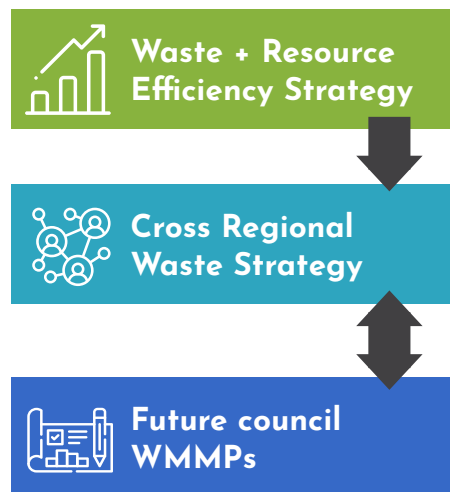 Waste + Resource
Efficiency Strategy
Cross Regional
Waste Strategy
Future council
WMMPs